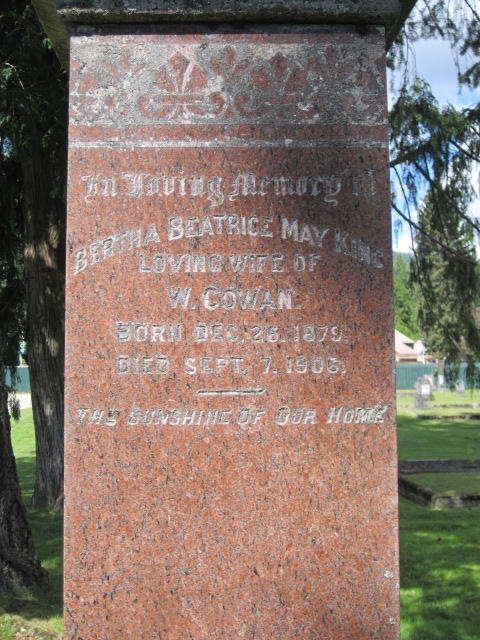 In Loving Memory of
BERTHA BEATRICE MAY KING
LOVING WIFE OF
W. COWAN.
BORN DEC. 26. 1879.
DIED SEPT. 7. 1906.
THE SUNSHINE OF OUR HOME